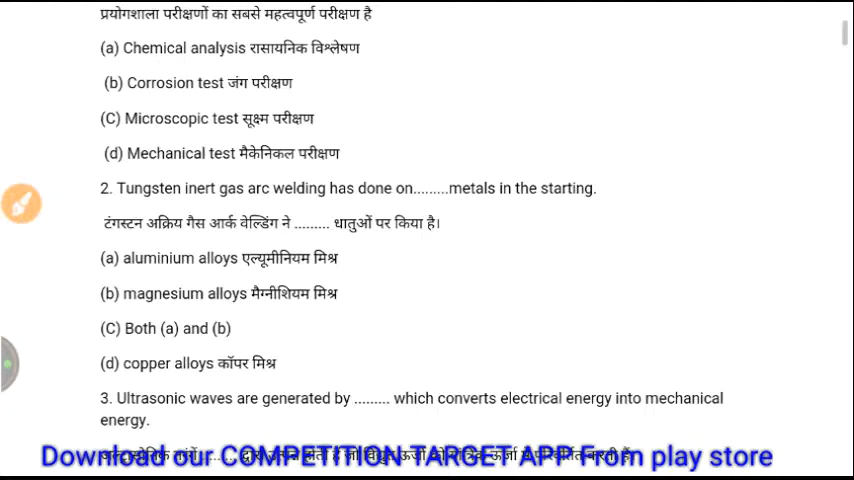 प्रयोगशाला परीक्षणों का सबसे महत्वपूर्ण परीक्षण है
(a) Chemical analysis रासायनिक विश्लेषण
(b) Corrosion test जंग परीक्षण
(C) Microscopic test सूक्ष्म परीक्षण
(d) Mechanical test मैकेनिकल परीक्षण
2. Tungsten inert gas arc welding has done on.........metals in the starting.
टंगस्टन अक्रिय गैस आर्क वेल्डिंग ने ......... धातुओं पर किया है।
(a) aluminium alloys एल्यूमीनियम मिश्र
(b) magnesium alloys मैग्नीशियम मिश्र
(C) Both (a) and (b)
(d) copper alloys कॉपर मिश्र
3. Ultrasonic waves are generated by ......... which converts electrical energy into mechanical
energy.
Download our COMPETITION TARGET APP From play store